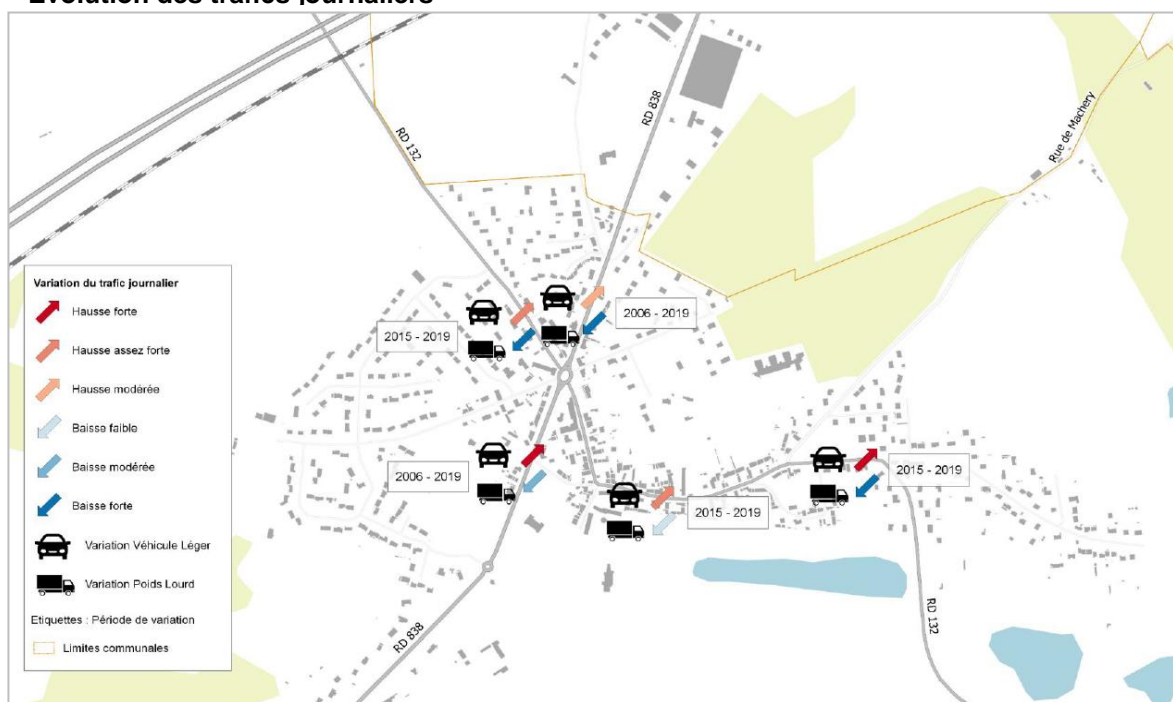 Evolution des trafics journaliers
RD 132
RD 838
Rue de Machery
2015 - 2019
2006 - 2019
2006 - 2019
2015 - 2019
2015 - 2019
RD 838
RD 132
Variation du trafic journalier
Hausse forte
Hausse assez forte
Hausse modérée
Baisse faible
Baisse modérée
Baisse forte
Variation Véhicule Léger
Variation Poids Lourd
Etiquettes : Période de variation
Limites communales